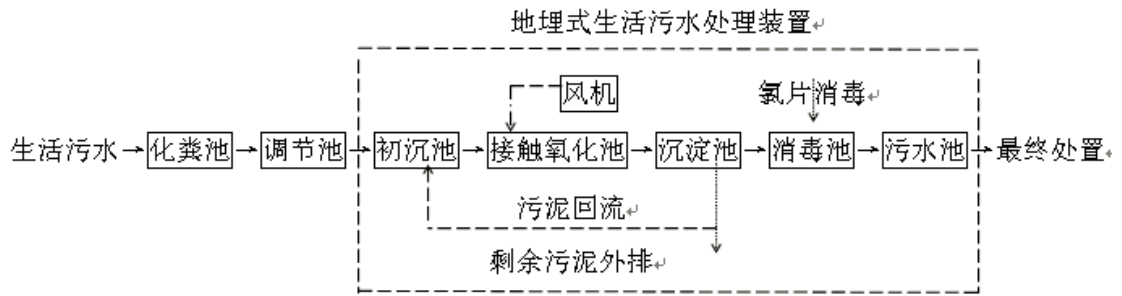 地埋式生活污水处理装置
风机
氯片消毒
生活污水 化粪池 调节池 初沉池 接触氧化池 沉淀池 消毒池 污水池 最终处置
污泥回流
剩余污泥外排